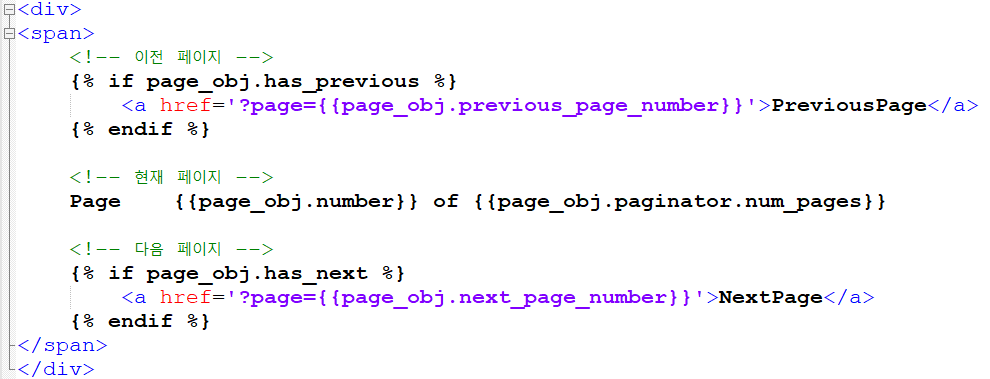 <div>
<span>
    <!-- 이전 페이지 -->
    {% if page_obj.has_previous %}
        <a href='?page={{page_obj.previous_page_number}}'>PreviousPage</a>
    {% endif %}

    <!-- 현재 페이지 -->
    Page    {{page_obj.number}} of {{page_obj.paginator.num_pages}}

    <!-- 다음 페이지 -->
    {% if page_obj.has_next %}
        <a href='?page={{page_obj.next_page_number}}'>NextPage</a>
    {% endif %}
</span>
</div>